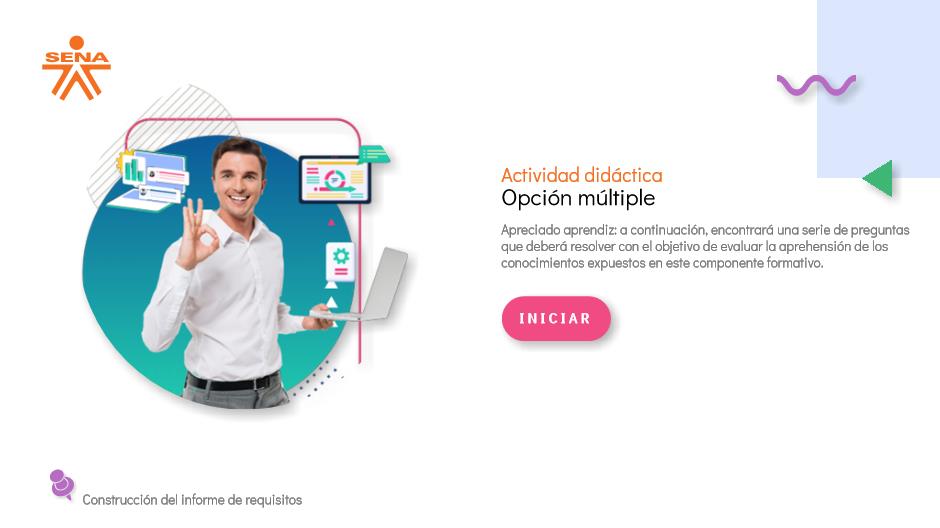 SENA
Actividad didáctica
Opción múltiple
Apreciado aprendiz: a continuación, encontrará una serie de preguntas
que deberá resolver con el objetivo de evaluar la aprehensión de los
conocimientos expuestos en este componente formativo.
INICIAR
Construcción del informe de requisitos